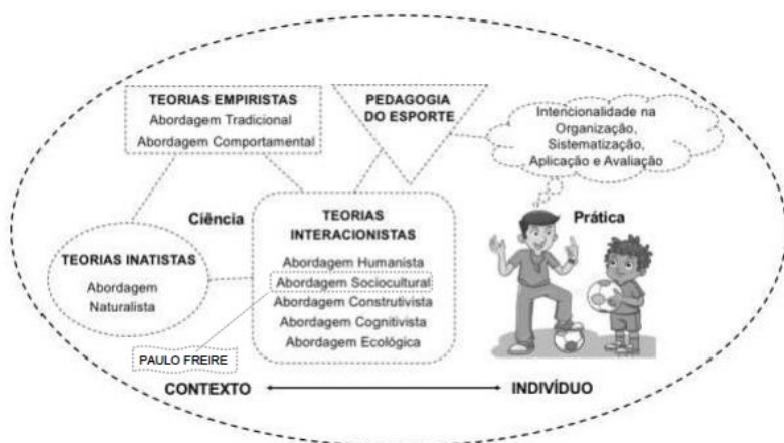 TEORIAS EMPIRISTAS
Abordagem Tradicional
Abordagem Comportamental
PEDAGOGIA
DO ESPORTE
Intencionalidade na
Organização,
Sistematização,
Aplicação e Avaliação
Ciência
TEORIAS
INTERACIONISTAS
Abordagem Humanista
Abordagem Sociocultural
Abordagem Construtivista
Abordagem Cognitivista
Abordagem Ecológica
Prática
TEORIAS INATISTAS
Abordagem
Naturalista
PAULO FREIRE
CONTEXTO
INDIVÍDUO